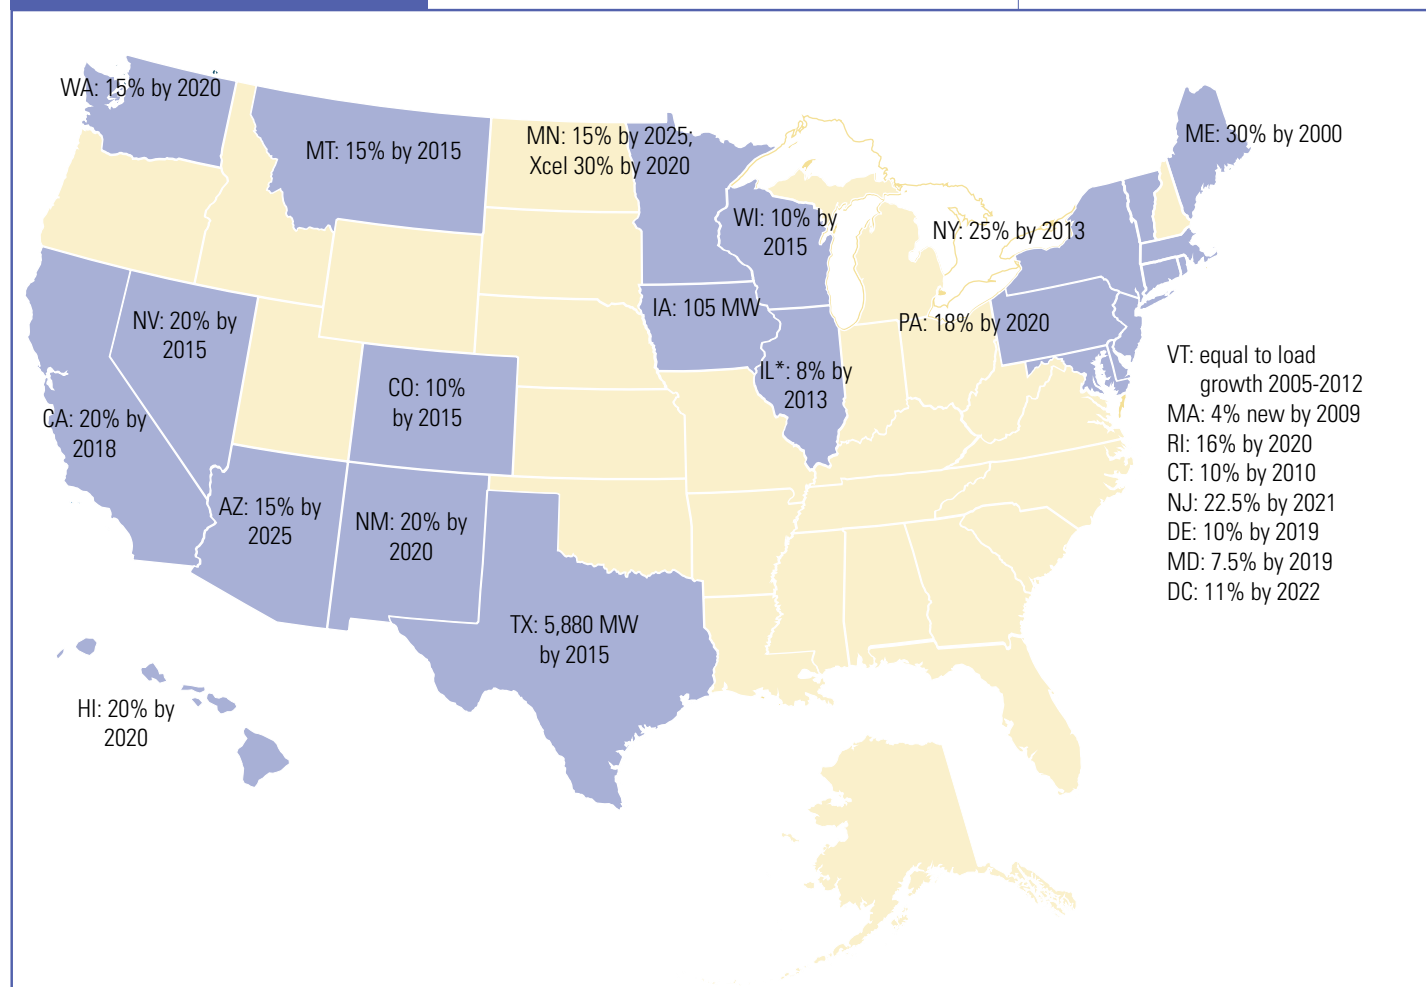 WA: 15% by 2020
MT: 15% by 2015
MN: 15% by 2025;
Xcel 30% by 2020
ME: 30% by 2000
WI: 10% by
2015
NY: 25% by 2013
NV: 20% by
2015
IA: 105 MW
PA: 18% by 2020
CO: 10%
by 2015
IL*: 8% by
2013
CA: 20% by
2018
AZ: 15% by
2025
NM: 20% by
2020
TX: 5,880 MW
by 2015
HI: 20% by
2020
VT: equal to load
growth 2005-2012
MA: 4% new by 2009
RI: 16% by 2020
CT: 10% by 2010
NJ: 22.5% by 2021
DE: 10% by 2019
MD: 7.5% by 2019
DC: 11% by 2022